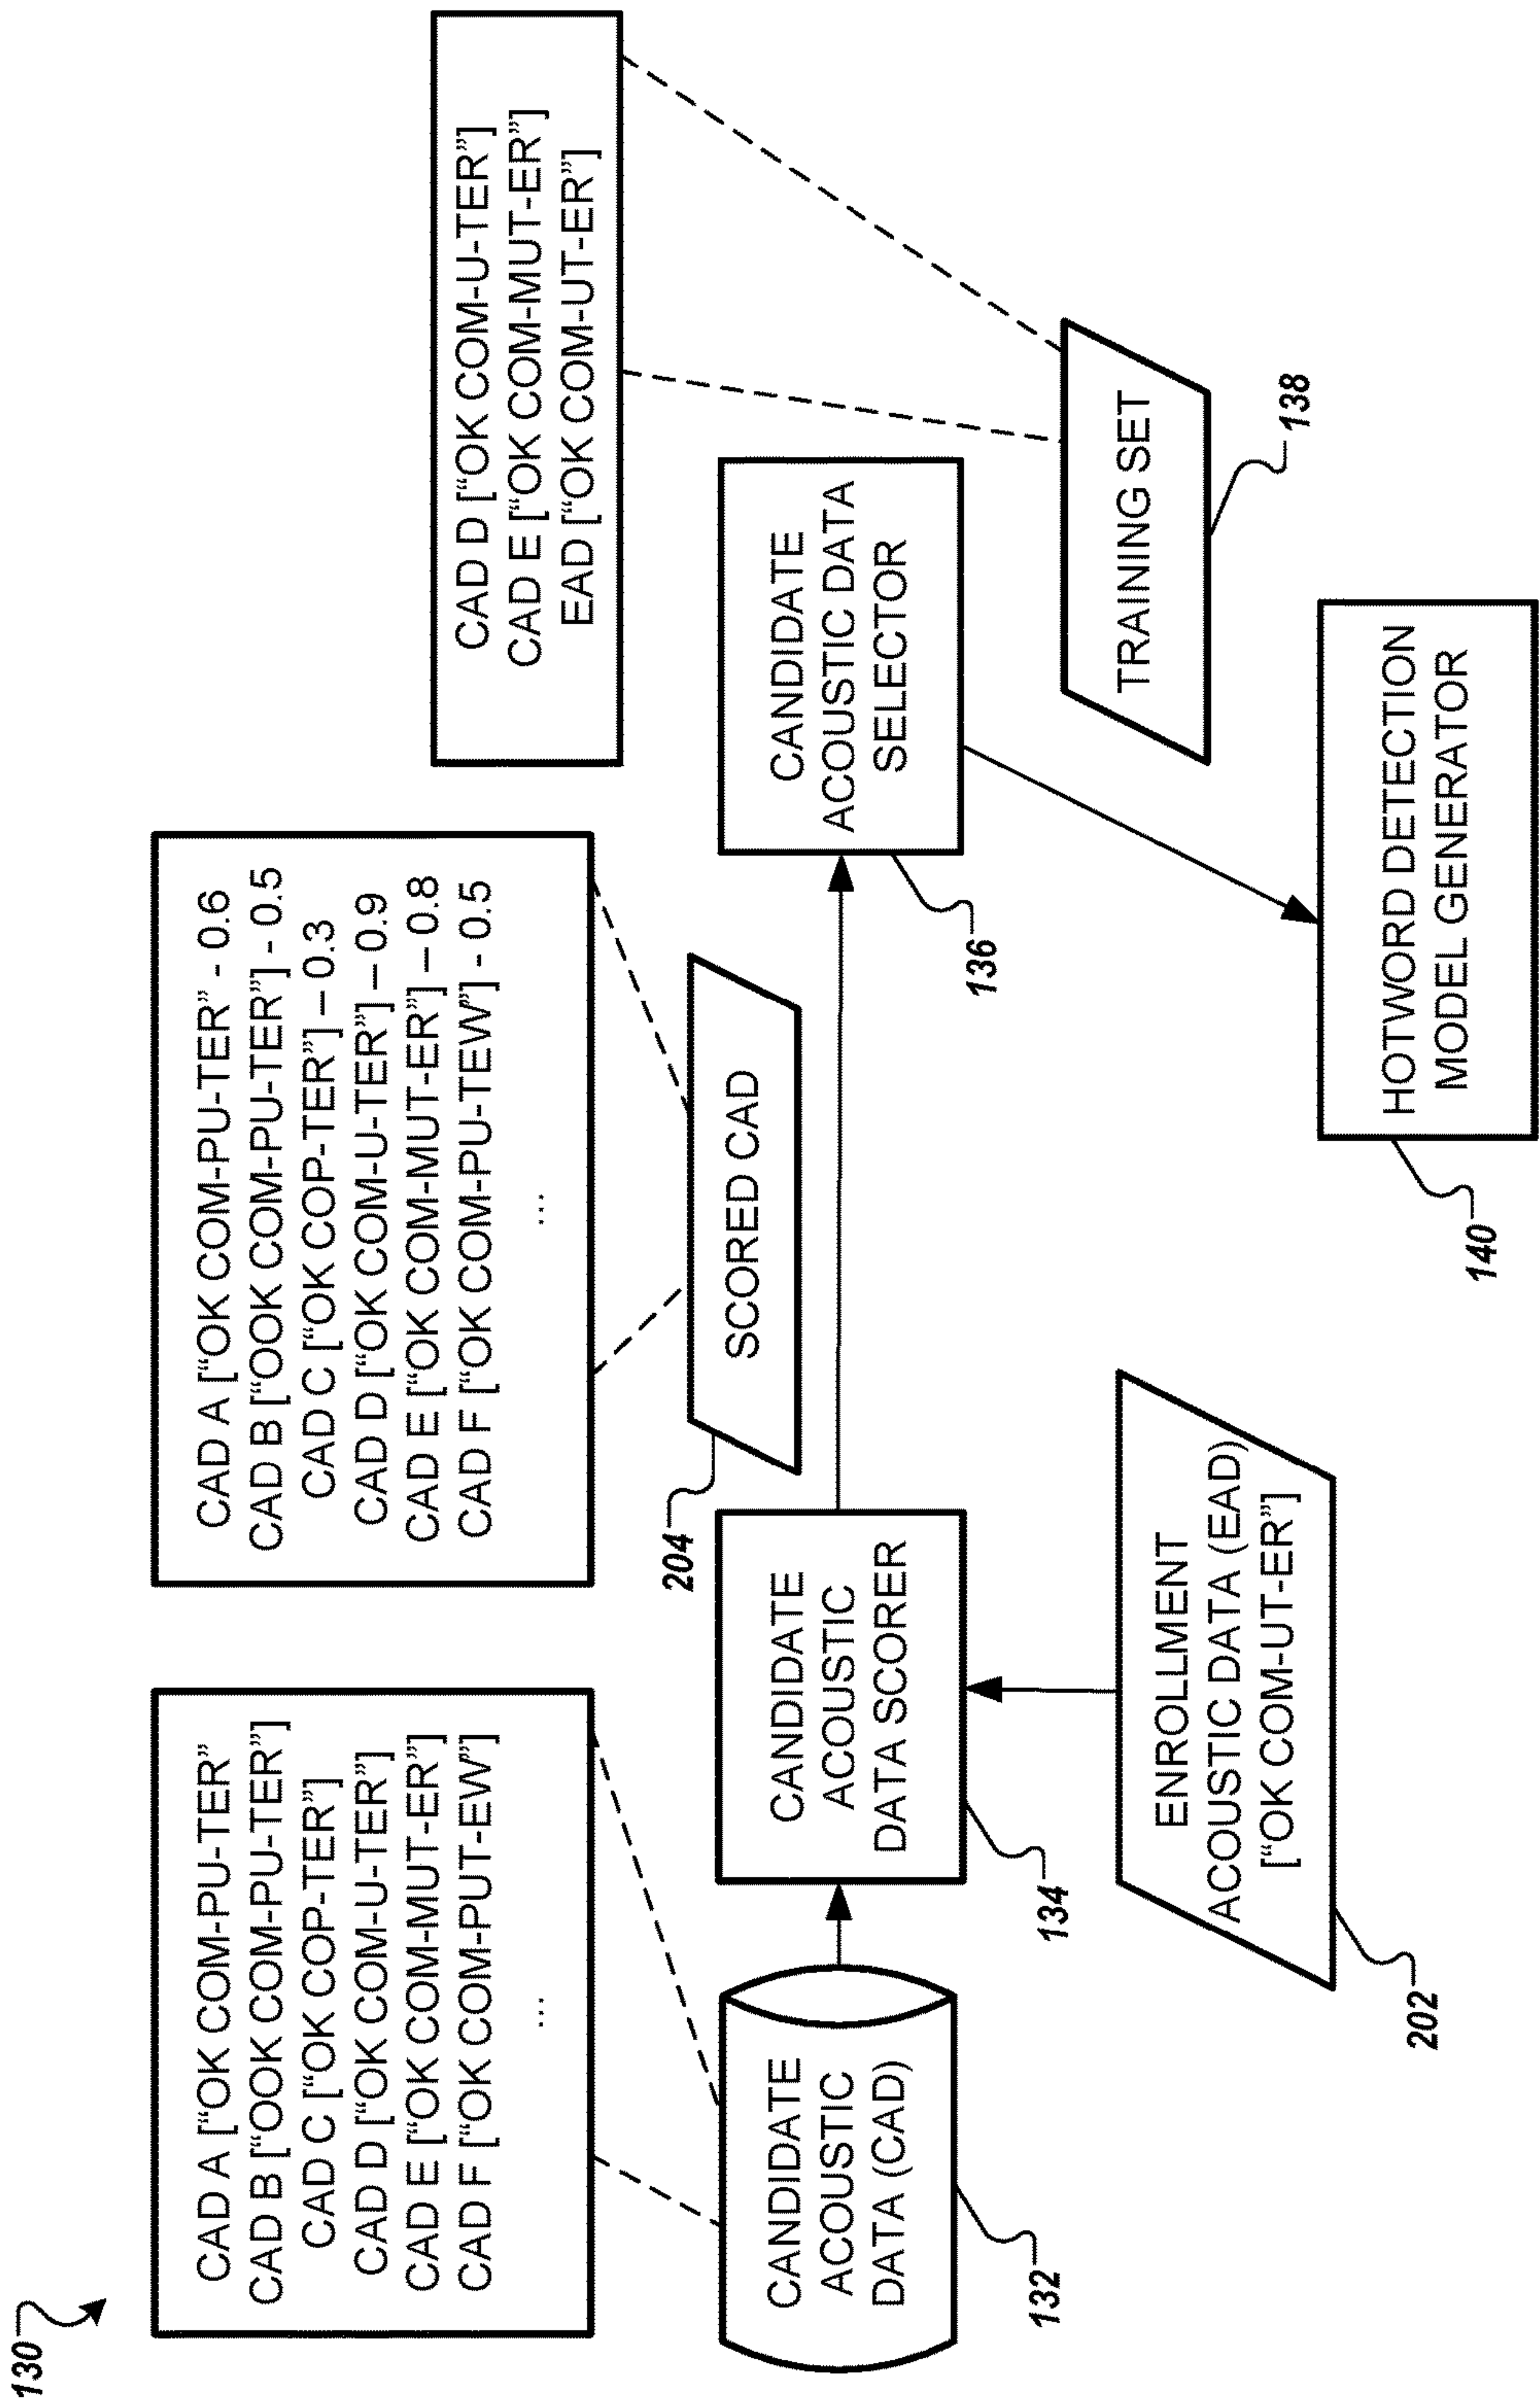 130
CAD A [“OK COM-PU-TER”
CAD B [“OOK COM-PU-TER”]
CAD C [“OK COP-TER”]
CAD D [“OK COM-U-TER”]
CAD E [“OK COM-MUT-ER”]
CAD F [“OK COM-PUT-EW”]
...
CAD A [“OK COM-PU-TER” - 0.6
CAD B [“OOK COM-PU-TER”] - 0.5
CAD C [“OK COP-TER”] – 0.3
CAD D [“OK COM-U-TER”] – 0.9
CAD E [“OK COM-MUT-ER”] – 0.8
CAD F [“OK COM-PU-TEW”] - 0.5
...
CAD D [“OK COM-U-TER”]
CAD E [“OK COM-MUT-ER”]
EAD [“OK COM-UT-ER”]
CANDIDATE
ACOUSTIC
DATA (CAD)
132
CANDIDATE
ACOUSTIC
DATA SCORER
134
SCORED CAD
204
CANDIDATE
ACOUSTIC DATA
SELECTOR
136
TRAINING SET
138
ENROLLMENT
ACOUSTIC DATA (EAD)
[“OK COM-UT-ER”]
202
HOTWORD DETECTION
MODEL GENERATOR
140